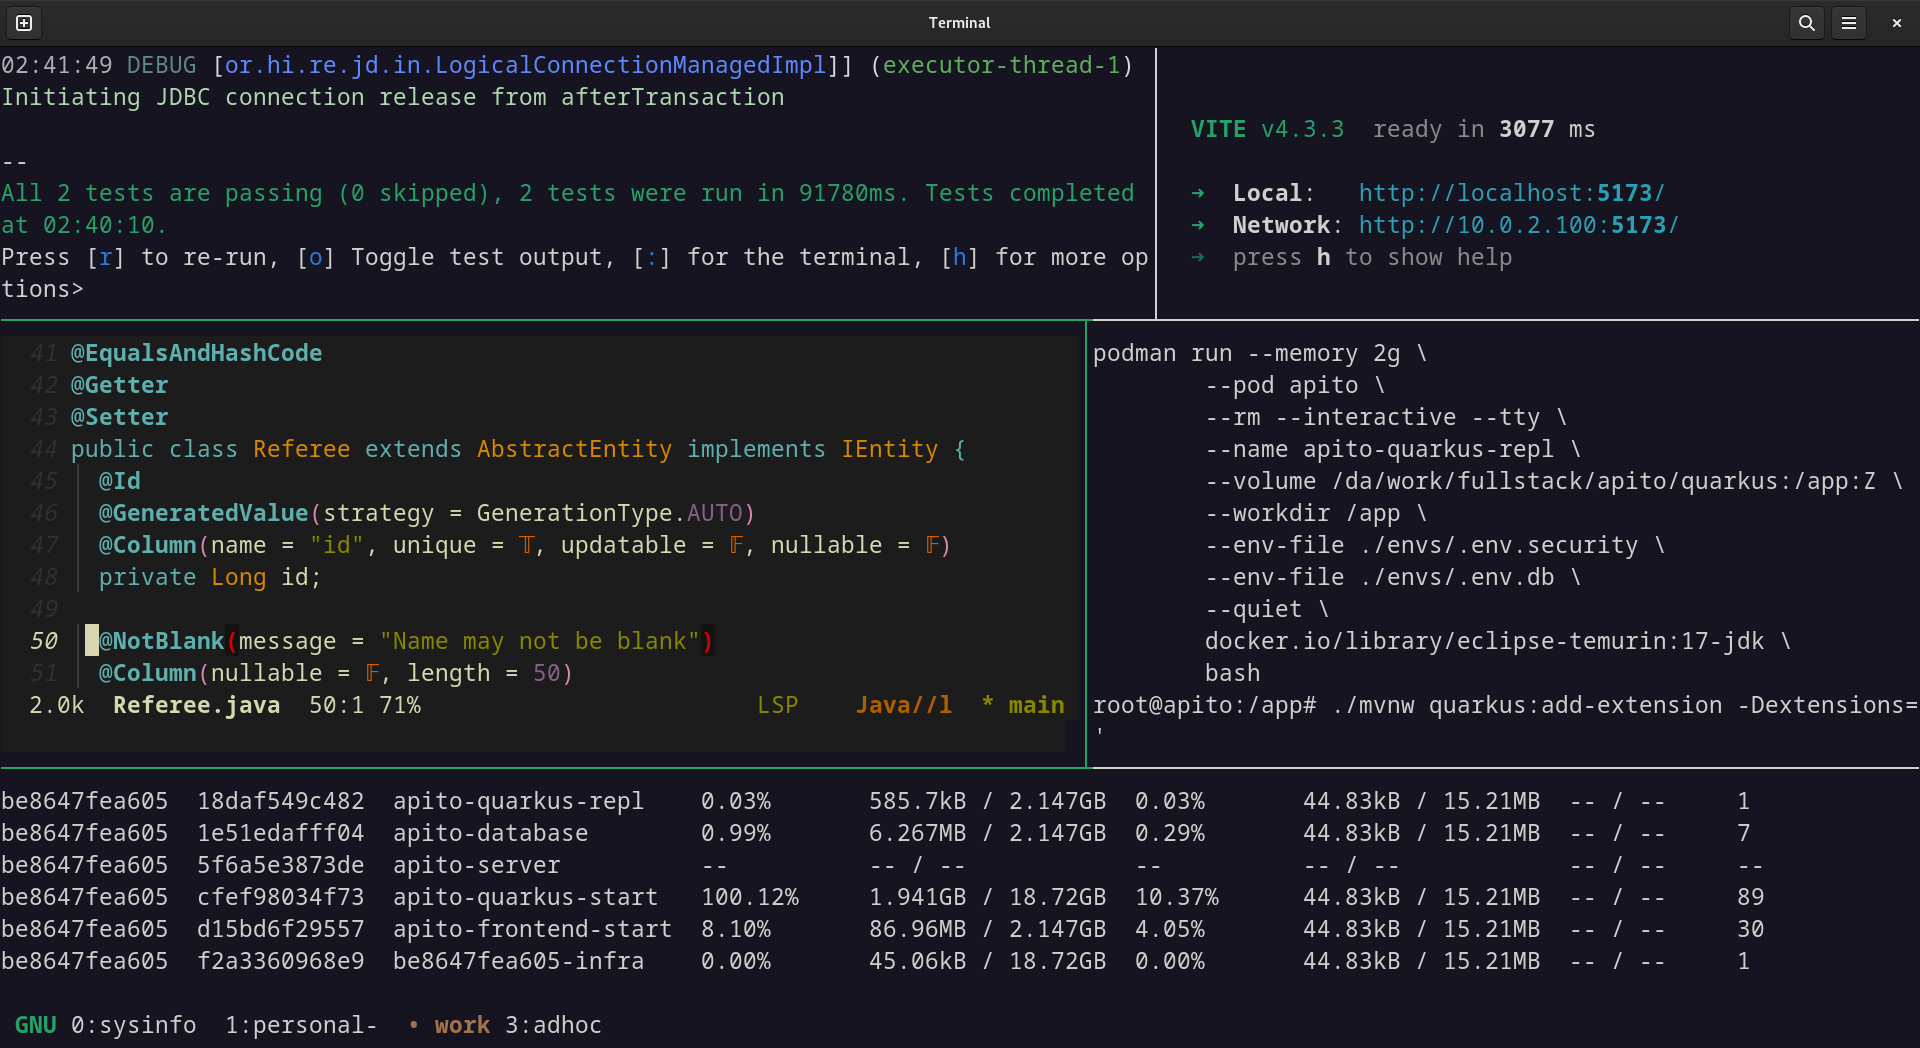 Terminal
02:41:49 DEBUG [or.hi.re.jd.in.LogicalConnectionManagedImpl]] (executor-thread-1)
Initiating JDBC connection release from afterTransaction
--
All 2 tests are passing (0 skipped), 2 tests were run in 91780ms. Tests completed
at 02:40:10.
Press [r] to re-run, [o] Toggle test output, [:] for the terminal, [h] for more op
tions>
VITE v4.3.3  ready in 3077 ms
➜  Local:   http://localhost:5173/
➜  Network: http://10.0.2.100:5173/
➜  press h to show help
41 @EqualsAndHashCode
42 @Getter
43 @Setter
44 public class Referee extends AbstractEntity implements IEntity {
45   @Id
46   @GeneratedValue(strategy = GenerationType.AUTO)
47   @Column(name = "id", unique = 𝕋, updatable = 𝔽, nullable = 𝔽)
48   private Long id;
49
50   @NotBlank(message = "Name may not be blank")
51   @Column(nullable = 𝔽, length = 50)
2.0k  Referee.java  50:1 71%  LSP  Java//l  * main
podman run --memory 2g \
--pod apito \
--rm --interactive --tty \
--name apito-quarkus-repl \
--volume /da/work/fullstack/apito/quarkus:/app:Z \
--workdir /app \
--env-file ./envs/.env.security \
--env-file ./envs/.env.db \
--quiet \
docker.io/library/eclipse-temurin:17-jdk \
bash
root@apito:/app# ./mvnw quarkus:add-extension -Dextensions=
'
be8647fea605  18daf549c482  apito-quarkus-repl  0.03%  585.7kB / 2.147GB  0.03%  44.83kB / 15.21MB  -- / --  1
be8647fea605  1e51edafff04  apito-database  0.99%  6.267MB / 2.147GB  0.29%  44.83kB / 15.21MB  -- / --  7
be8647fea605  5f6a5e3873de  apito-server  --  -- / --  --  -- / --  -- / --  --
be8647fea605  cfef98034f73  apito-quarkus-start  100.12%  1.941GB / 18.72GB  10.37%  44.83kB / 15.21MB  -- / --  89
be8647fea605  d15bd6f29557  apito-frontend-start  8.10%  86.96MB / 2.147GB  4.05%  44.83kB / 15.21MB  -- / --  30
be8647fea605  f2a3360968e9  be8647fea605-infra  0.00%  45.06kB / 18.72GB  0.00%  44.83kB / 15.21MB  -- / --  1
GNU 0:sysinfo  1:personal-  • work 3:adhoc